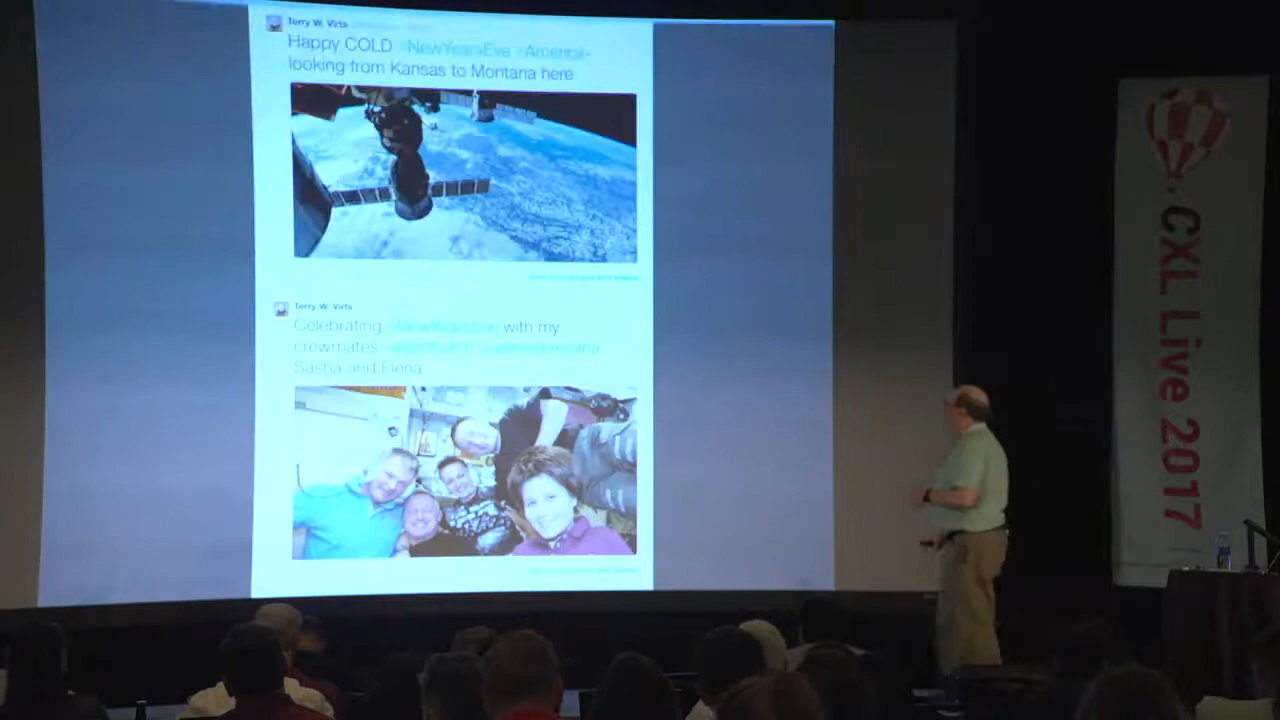 Terry W. Virts
Happy COLD #NewYearsEve #America-
looking from Kansas to Montana here
Terry W. Virts
Celebrating #NewYearsEve with my
crewmates
Sasha and Elena
CXL Live 2017